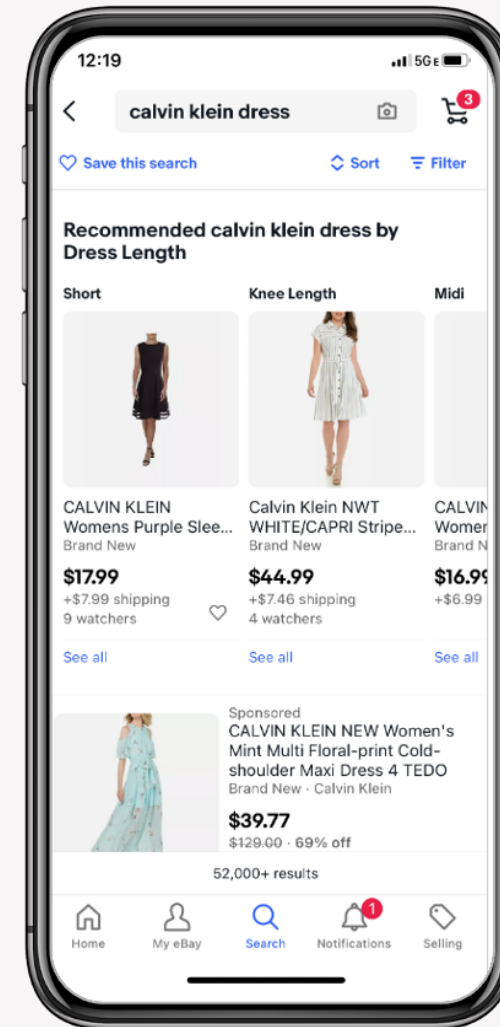 12:19
5G E
3
calvin klein dress
Save this search
Sort
Filter
Recommended calvin klein dress by
Dress Length
Short
Knee Length
Midi
CALVIN KLEIN
Womens Purple Slee...
Brand New
$17.99
+$7.99 shipping
9 watchers
See all
Calvin Klein NWT
WHITE/CAPRI Stripe...
Brand New
$44.99
+$7.46 shipping
4 watchers
See all
CALVIN
Women
Brand N
$16.99
+$6.99
See all
Sponsored
CALVIN KLEIN NEW Women's
Mint Multi Floral-print Cold-
shoulder Maxi Dress 4 TEDO
Brand New · Calvin Klein
$39.77
$129.00 · 69% off
52,000+ results
1
Home
My eBay
Search
Notifications
Selling